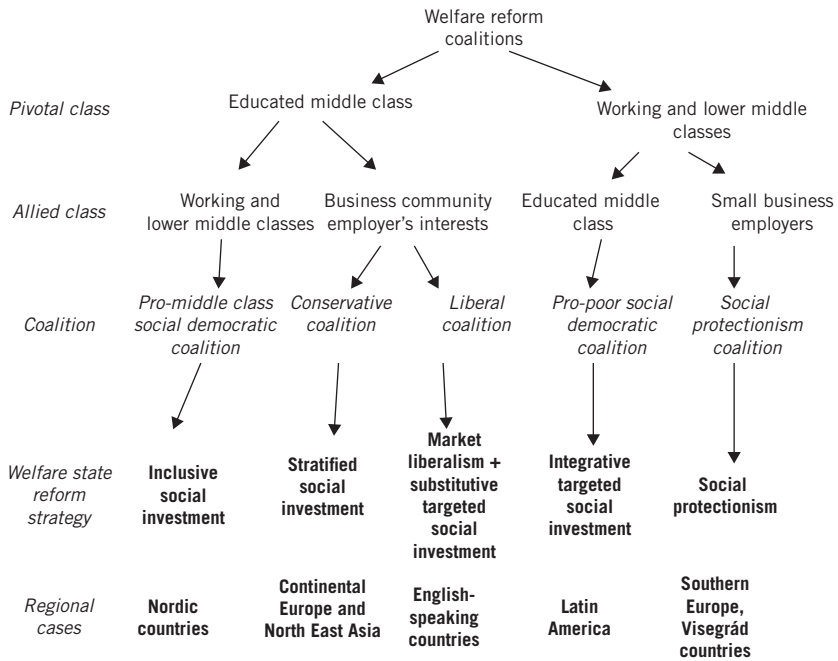 Welfare reform
coalitions
Pivotal class
Educated middle class
Working and lower middle
classes
Allied class
Working and
lower middle classes
Business community
employer's interests
Educated middle
class
Small business
employers
Coalition
Pro-middle class
social democratic
coalition
Conservative
coalition
Liberal
coalition
Pro-poor social
democratic
coalition
Social
protectionism
coalition
Welfare state
reform
strategy
Inclusive
social
investment
Stratified
social
investment
Market
liberalism +
substitutive
targeted
social
investment
Integrative
targeted
social
investment
Social
protectionism
Regional
cases
Nordic
countries
Continental
Europe and
North East Asia
English-
speaking
countries
Latin
America
Southern
Europe,
Visegrád
countries